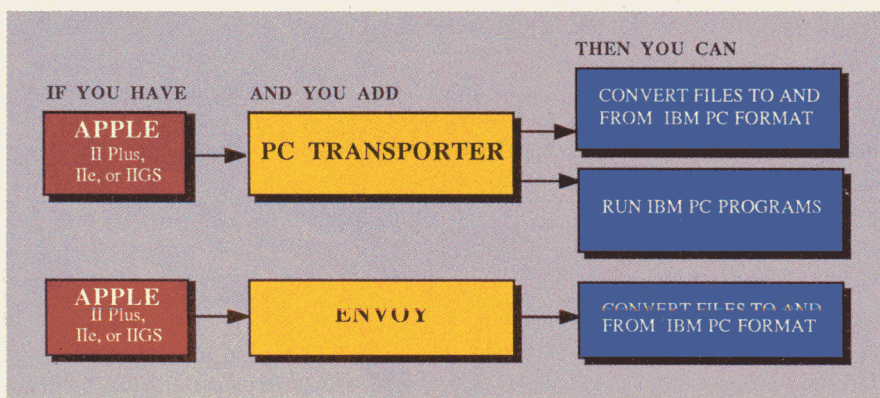 THEN YOU CAN
IF YOU HAVE
AND YOU ADD
APPLE
II Plus,
IIe, or IIGS
PC TRANSPORTER
CONVERT FILES TO AND
FROM IBM PC FORMAT
RUN IBM PC PROGRAMS
APPLE
II Plus,
IIe, or IIGS
ENVOY
CONVERT FILES TO AND
FROM IBM PC FORMAT